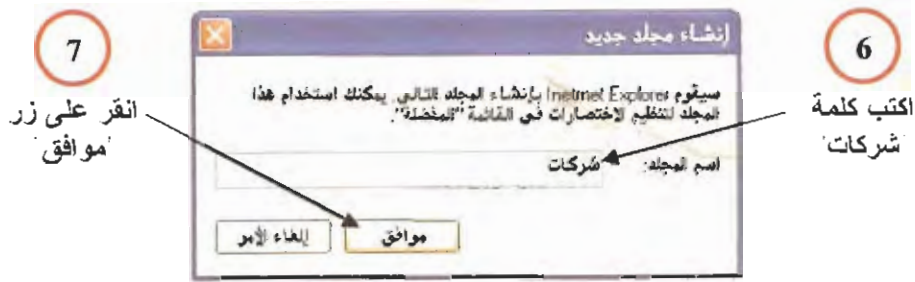 6
اكتب كلمة
"شركات"
إنشاء مجلد جديد
سيقوم Internet Explorer بإنشاء المجلد التالي. يمكنك استخدام هذا
المجلد لتنظيم الاختصارات في القائمة "المفضلة".
اسم المجلد: شركات
موافق
إلغاء الأمر
7
انقر على زر
"موافق"